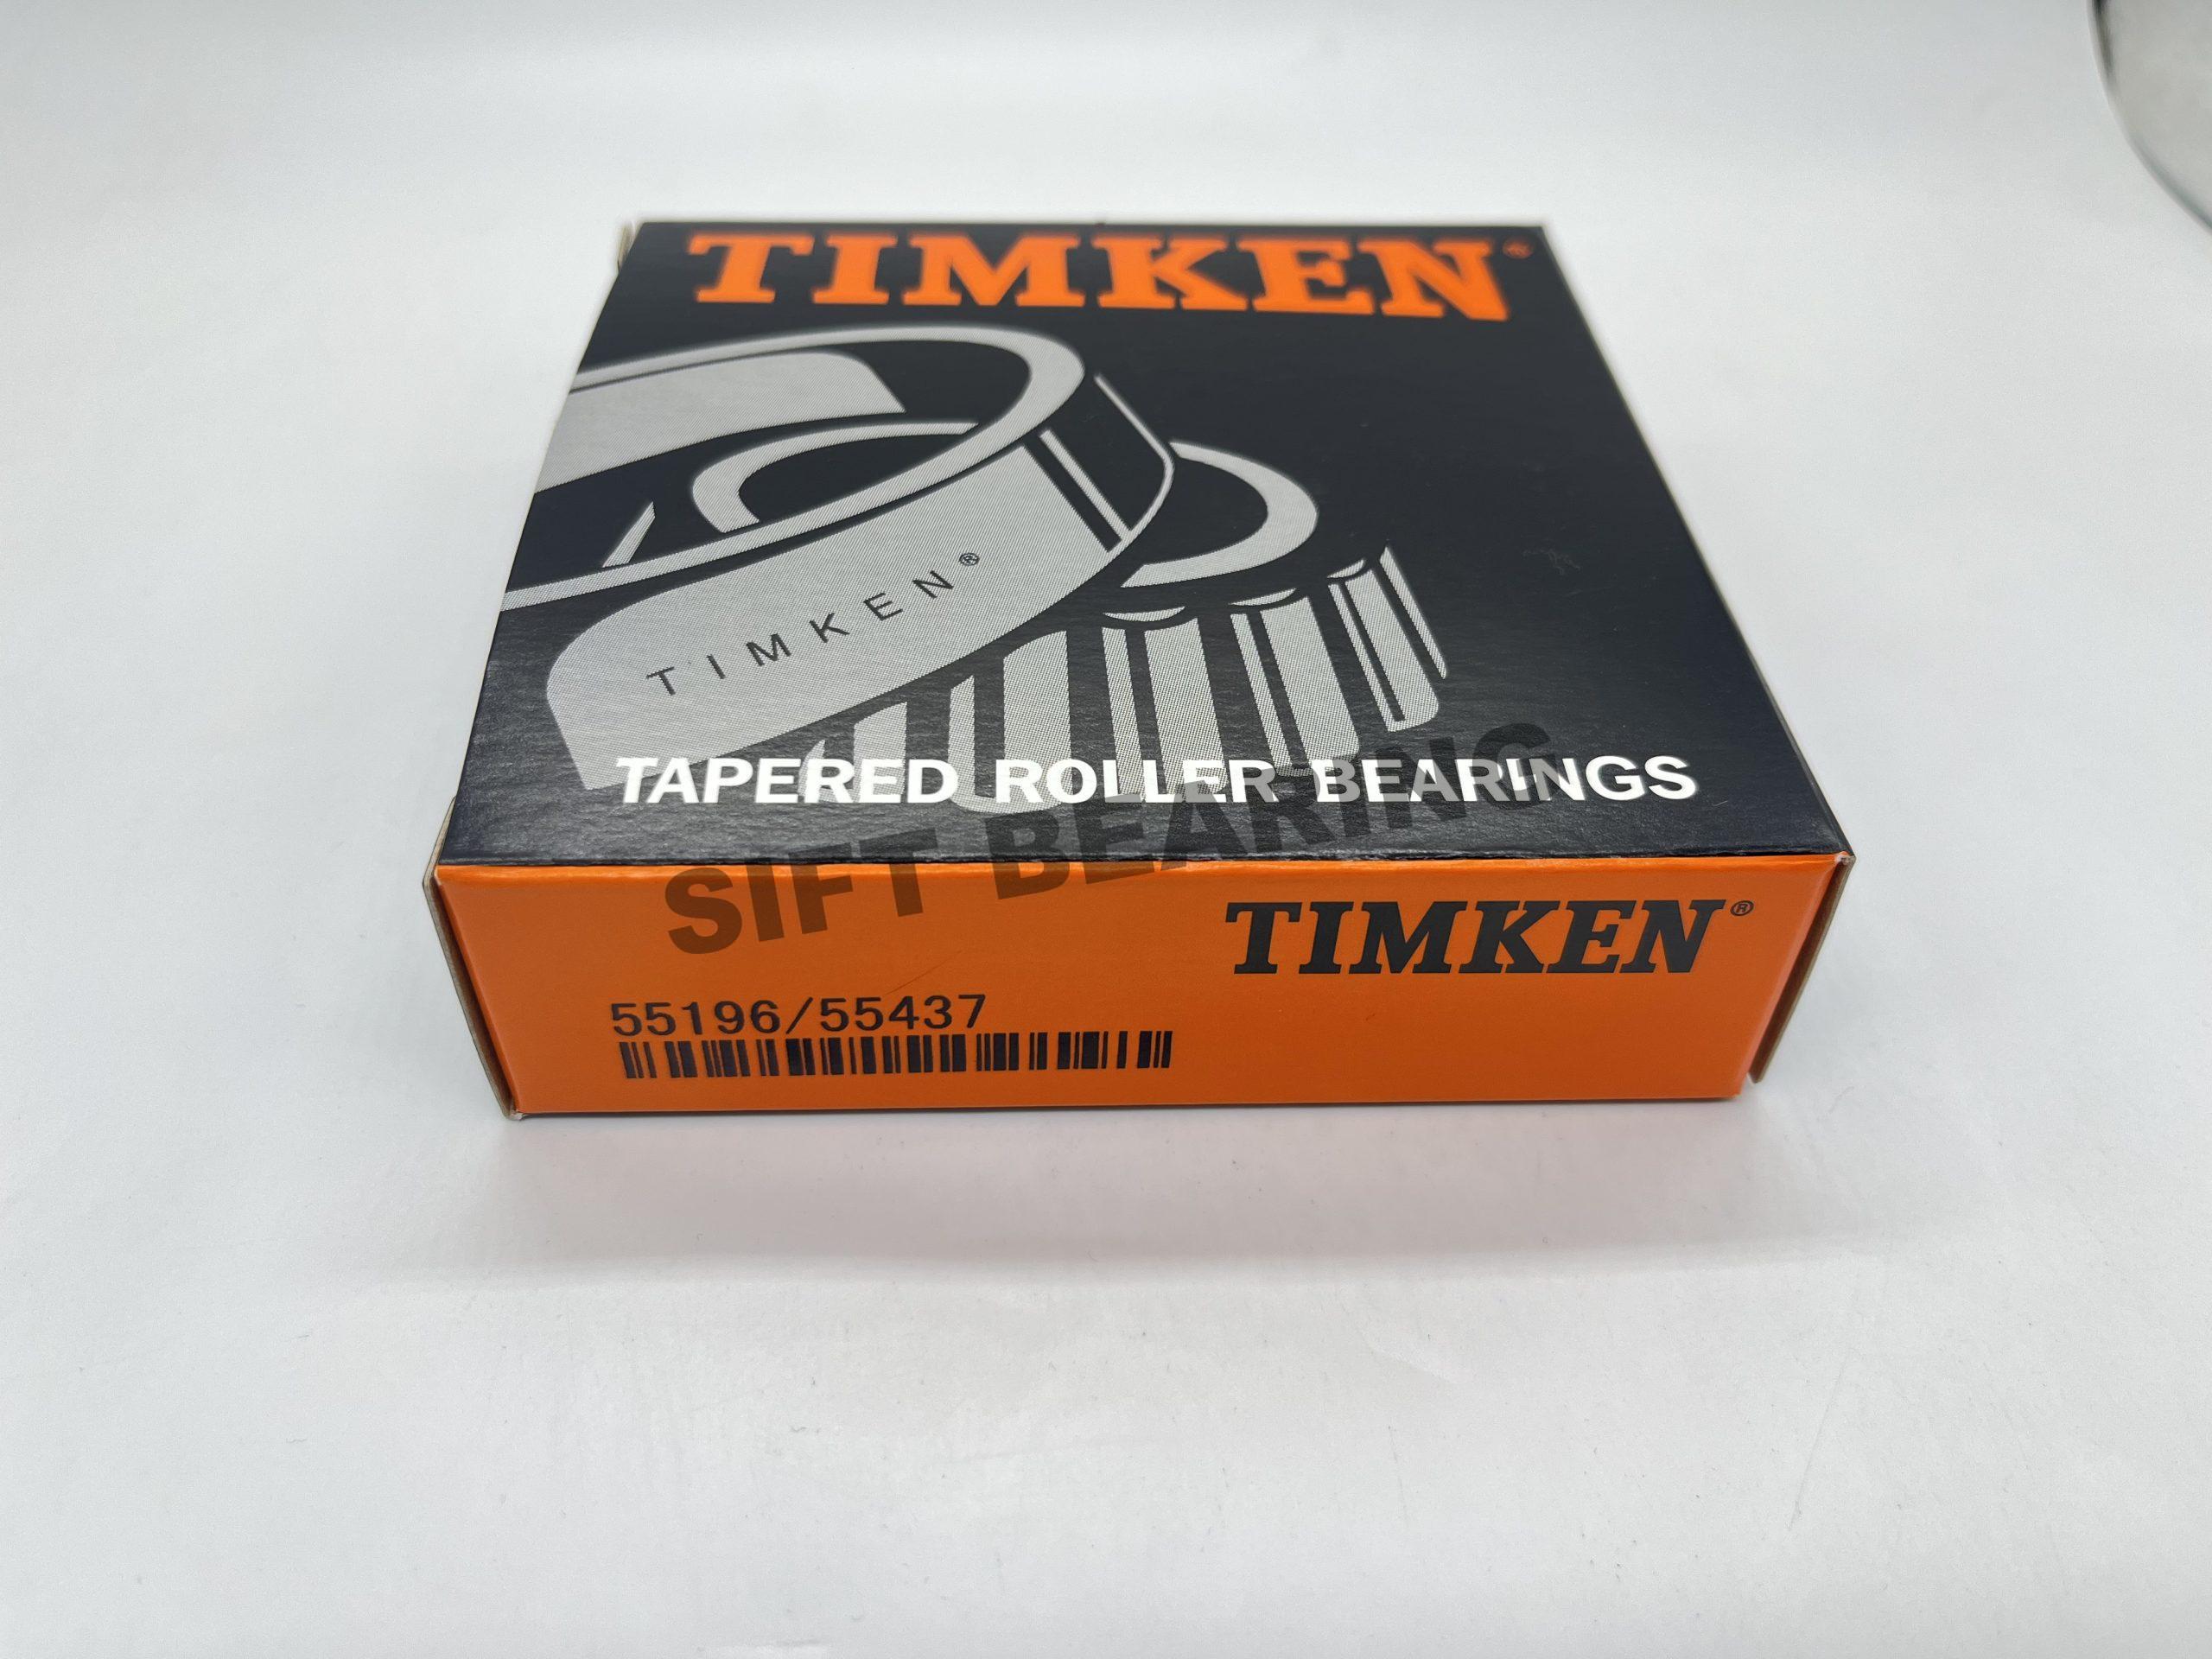 TIMKEN®
TIMKEN®
TAPERED ROLLER BEARINGS
SIFT BEARING
TIMKEN®
55196/55437